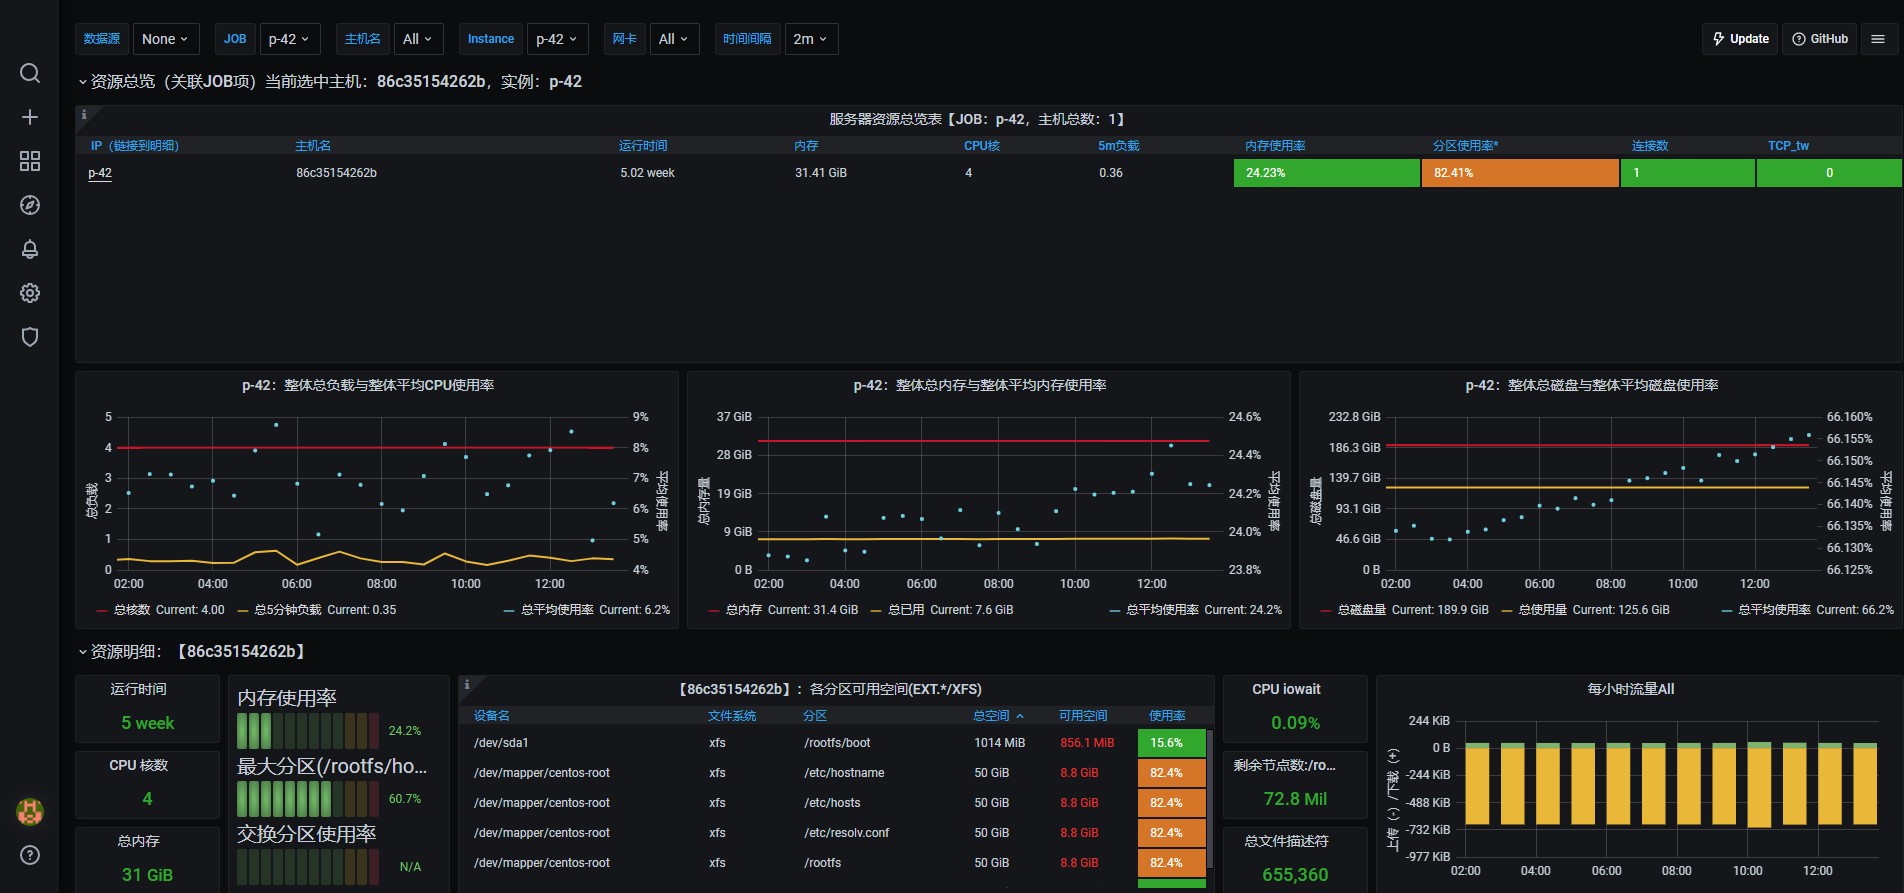 数据源 None JOB p-42 主机名 All Instance p-42 网卡 All 时间间隔 2m Update GitHub
资源总览（关联JOB项）当前选中主机：86c35154262b，实例：p-42
服务器资源总览表【JOB：p-42，主机总数：1】
IP（链接到明细） 主机名 运行时间 内存 CPU核 5m负载 内存使用率 分区使用率* 连接数 TCP_tw
p-42 86c35154262b 5.02 week 31.41 GiB 4 0.36 24.23% 82.41% 1 0
p-42：整体总负载与整体平均CPU使用率
5
4
3
2
1
0
总负载
9%
8%
7%
6%
5%
4%
整体平均使用率
02:00 04:00 06:00 08:00 10:00 12:00
总核数 Current: 4.00 总5分钟负载 Current: 0.35 总平均使用率 Current: 6.2%
p-42：整体总内存与整体平均内存使用率
37 GiB
28 GiB
19 GiB
9 GiB
0 B
总内存量
24.6%
24.4%
24.2%
24.0%
23.8%
整体平均使用率
02:00 04:00 06:00 08:00 10:00 12:00
总内存 Current: 31.4 GiB 总已用 Current: 7.6 GiB 总平均使用率 Current: 24.2%
p-42：整体总磁盘与整体平均磁盘使用率
232.8 GiB
186.3 GiB
139.7 GiB
93.1 GiB
46.6 GiB
0 B
总磁盘量
66.160%
66.155%
66.150%
66.145%
66.140%
66.135%
66.130%
66.125%
整体平均使用率
02:00 04:00 06:00 08:00 10:00 12:00
总磁盘量 Current: 189.9 GiB 总使用量 Current: 125.6 GiB 总平均使用率 Current: 66.2%
资源明细：【86c35154262b】
运行时间
5 week
CPU 核数
4
总内存
31 GiB
内存使用率
24.2%
最大分区(/rootfs/ho...
60.7%
交换分区使用率
N/A
【86c35154262b】：各分区可用空间(EXT.*/XFS)
设备名 文件系统 分区 总空间 可用空间 使用率
/dev/sda1 xfs /rootfs/boot 1014 MiB 856.1 MiB 15.6%
/dev/mapper/centos-root xfs /etc/hostname 50 GiB 8.8 GiB 82.4%
/dev/mapper/centos-root xfs /etc/hosts 50 GiB 8.8 GiB 82.4%
/dev/mapper/centos-root xfs /etc/resolv.conf 50 GiB 8.8 GiB 82.4%
/dev/mapper/centos-root xfs /rootfs 50 GiB 8.8 GiB 82.4%
CPU iowait
0.09%
剩余节点数:/ro...
72.8 Mil
总文件描述符
655,360
每小时流量All
244 KiB
0 B
-244 KiB
-488 KiB
-732 KiB
-977 KiB
上传（-）/下载（+）
02:00 04:00 06:00 08:00 10:00 12:00